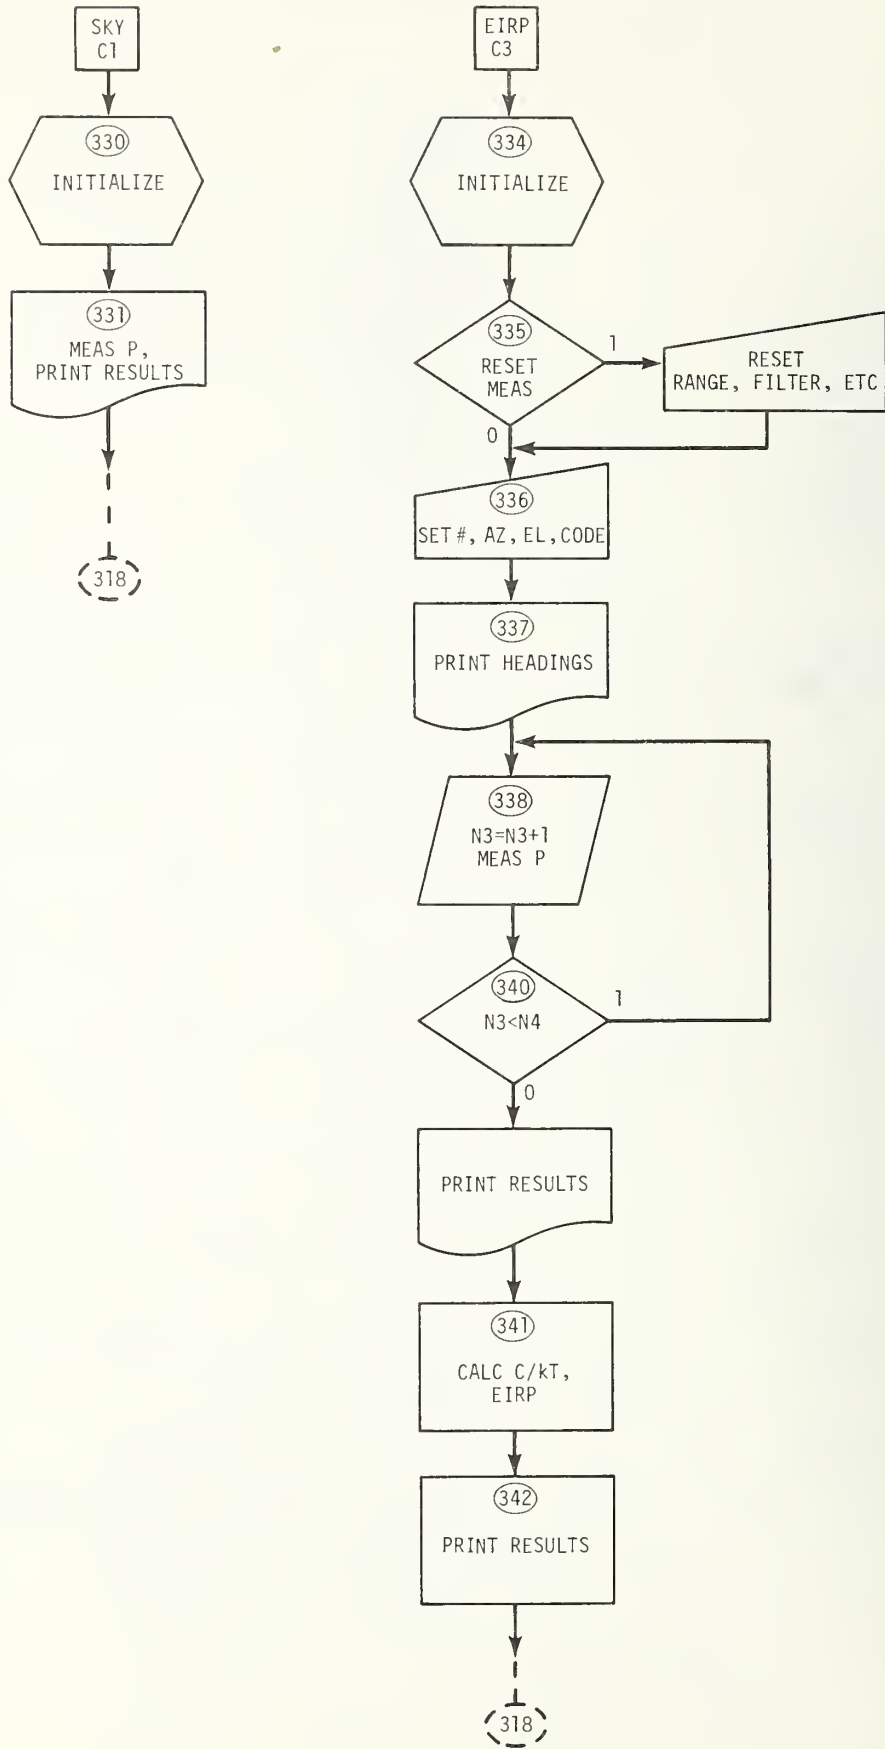 SKY
C1
330
INITIALIZE
331
MEAS P,
PRINT RESULTS
318
EIRP
C3
334
INITIALIZE
335
RESET
MEAS
1
0
RESET
RANGE, FILTER, ETC
336
SET #, AZ, EL, CODE
337
PRINT HEADINGS
338
N3=N3+1
MEAS P
340
N3<N4
1
0
PRINT RESULTS
341
CALC C/kT,
EIRP
342
PRINT RESULTS
318